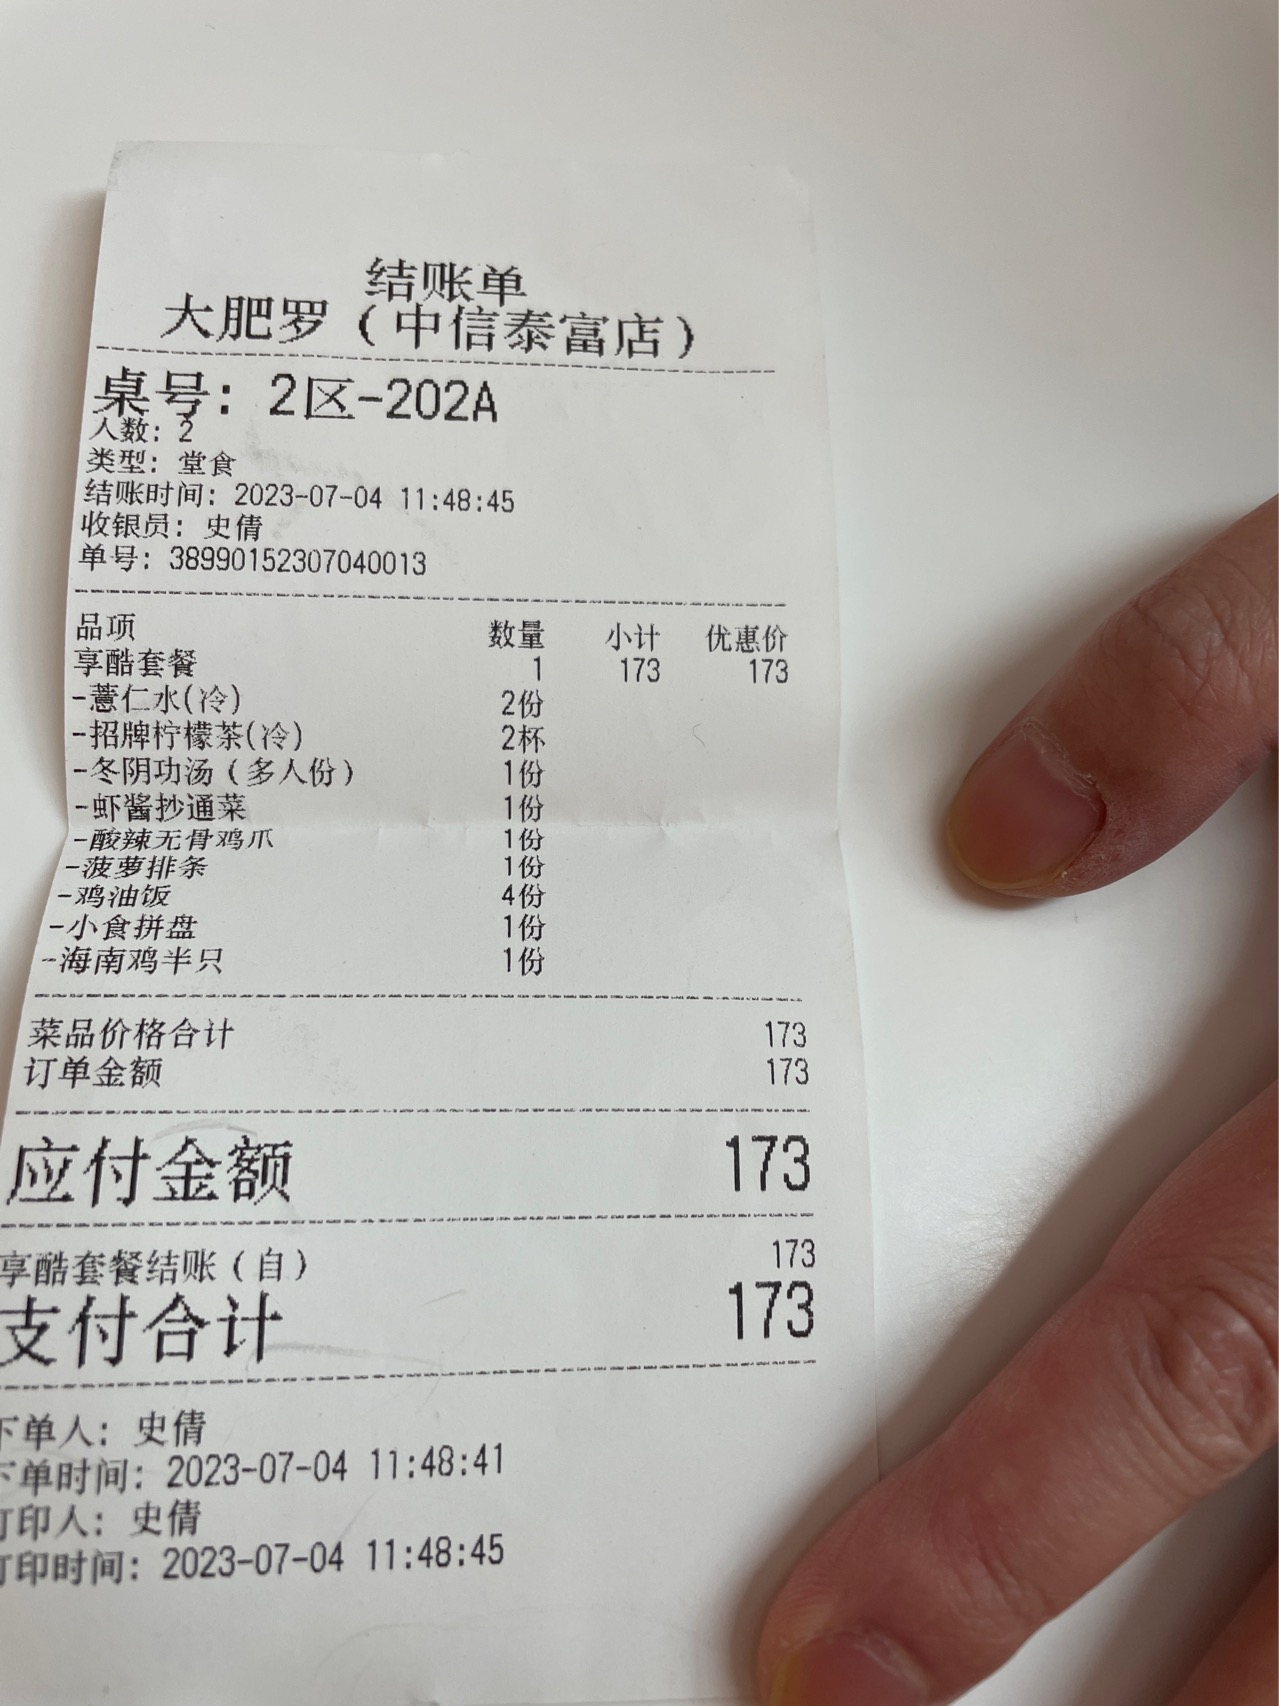 结账单
大肥罗（中信泰富店）
桌号：2区-202A
人数：2
类型：堂食
结账时间：2023-07-04 11:48:45
收银员：史倩
单号：38990152307040013
品项 数量 小计 优惠价
享酷套餐 1 173 173
-薏仁水(冷) 2份
-招牌柠檬茶(冷) 2杯
-冬阴功汤（多人份） 1份
-虾酱抄通菜 1份
-酸辣无骨鸡爪 1份
-菠萝排条 1份
-鸡油饭 4份
-小食拼盘 1份
-海南鸡半只 1份
菜品价格合计 173
订单金额 173
应付金额 173
享酷套餐结账（自） 173
支付合计 173
下单人：史倩
下单时间：2023-07-04 11:48:41
打印人：史倩
打印时间：2023-07-04 11:48:45